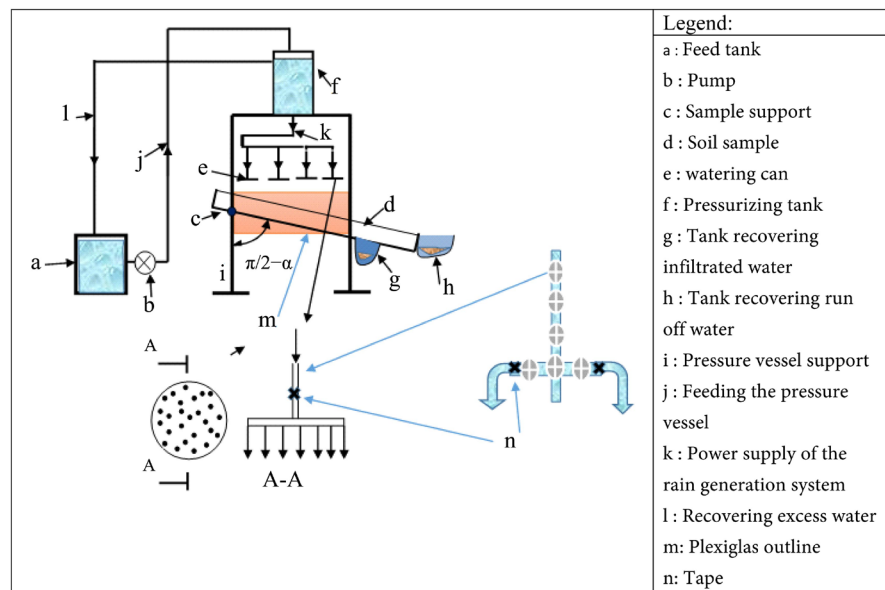 f
l
k
j
e
d
c
a
b
i
π/2−α
g
h
m
A
A
A-A
n
Legend:
a : Feed tank
b : Pump
c : Sample support
d : Soil sample
e : watering can
f : Pressurizing tank
g : Tank recovering
infiltrated water
h : Tank recovering run
off water
i : Pressure vessel support
j : Feeding the pressure
vessel
k : Power supply of the
rain generation system
l : Recovering excess water
m: Plexiglas outline
n: Tape